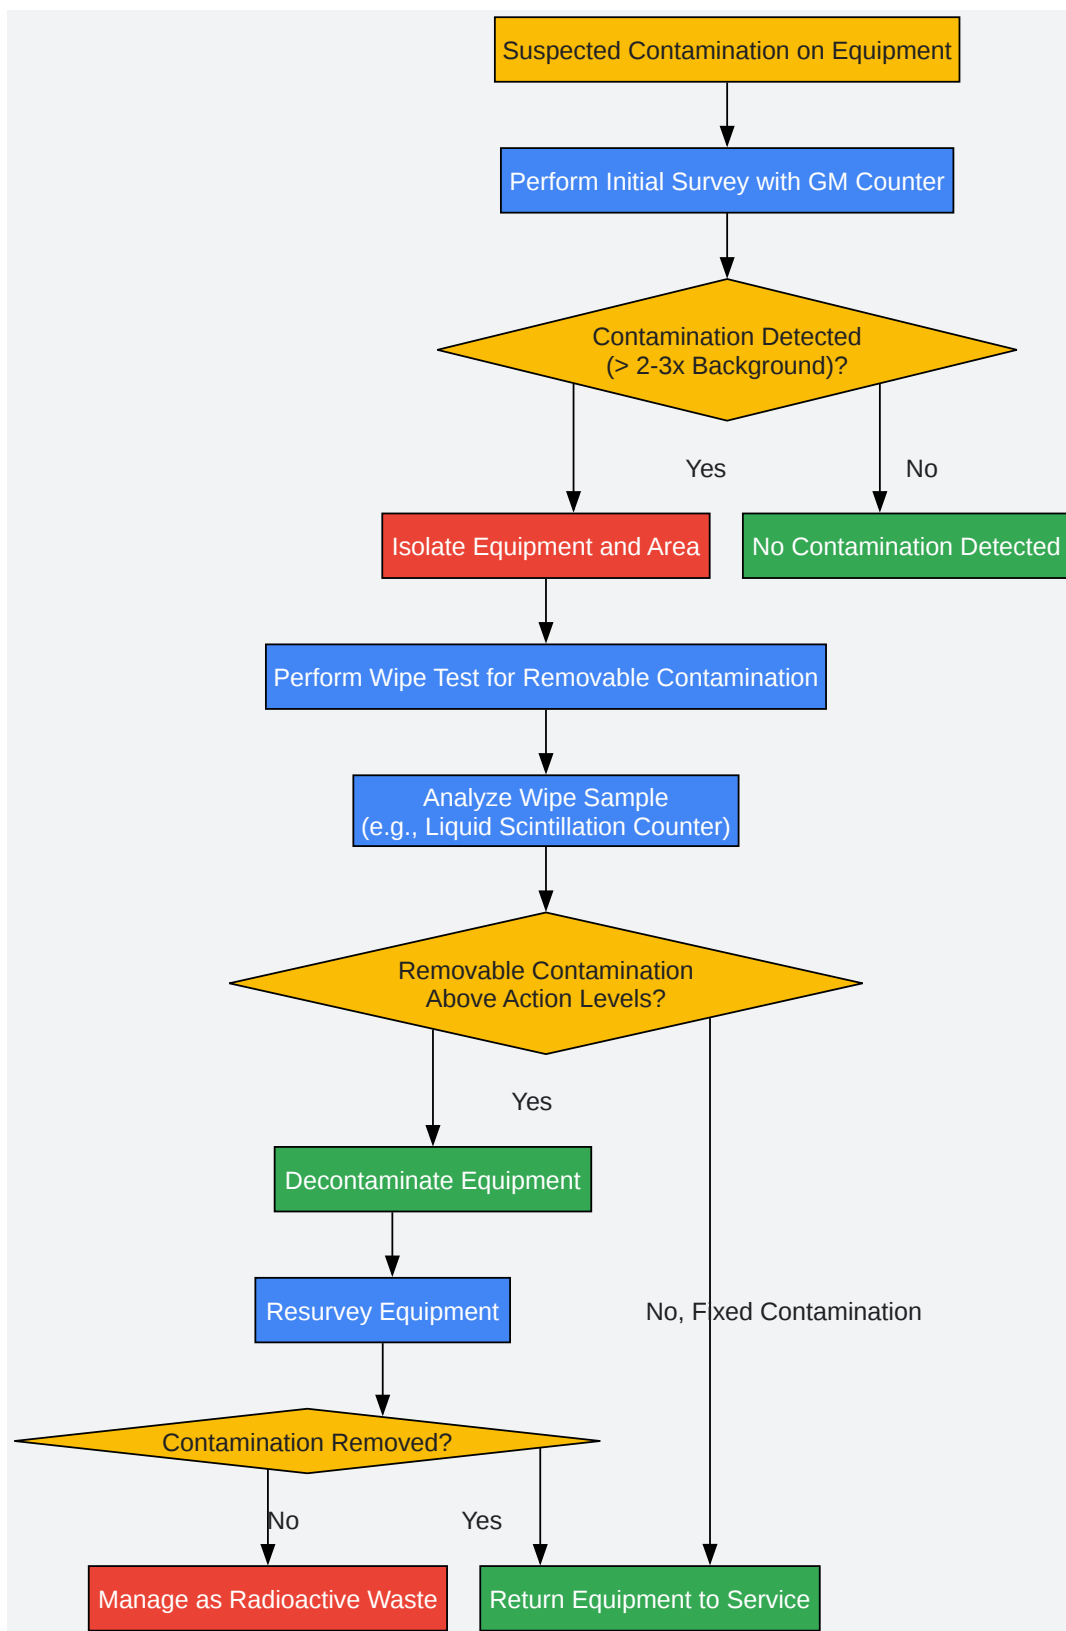 Suspected Contamination on Equipment
Perform Initial Survey with GM Counter
Contamination Detected
(> 2-3x Background)?
Yes
No
Isolate Equipment and Area
No Contamination Detected
Perform Wipe Test for Removable Contamination
Analyze Wipe Sample
(e.g., Liquid Scintillation Counter)
Removable Contamination
Above Action Levels?
Yes
Decontaminate Equipment
Resurvey Equipment
No, Fixed Contamination
Contamination Removed?
No
Yes
Manage as Radioactive Waste
Return Equipment to Service